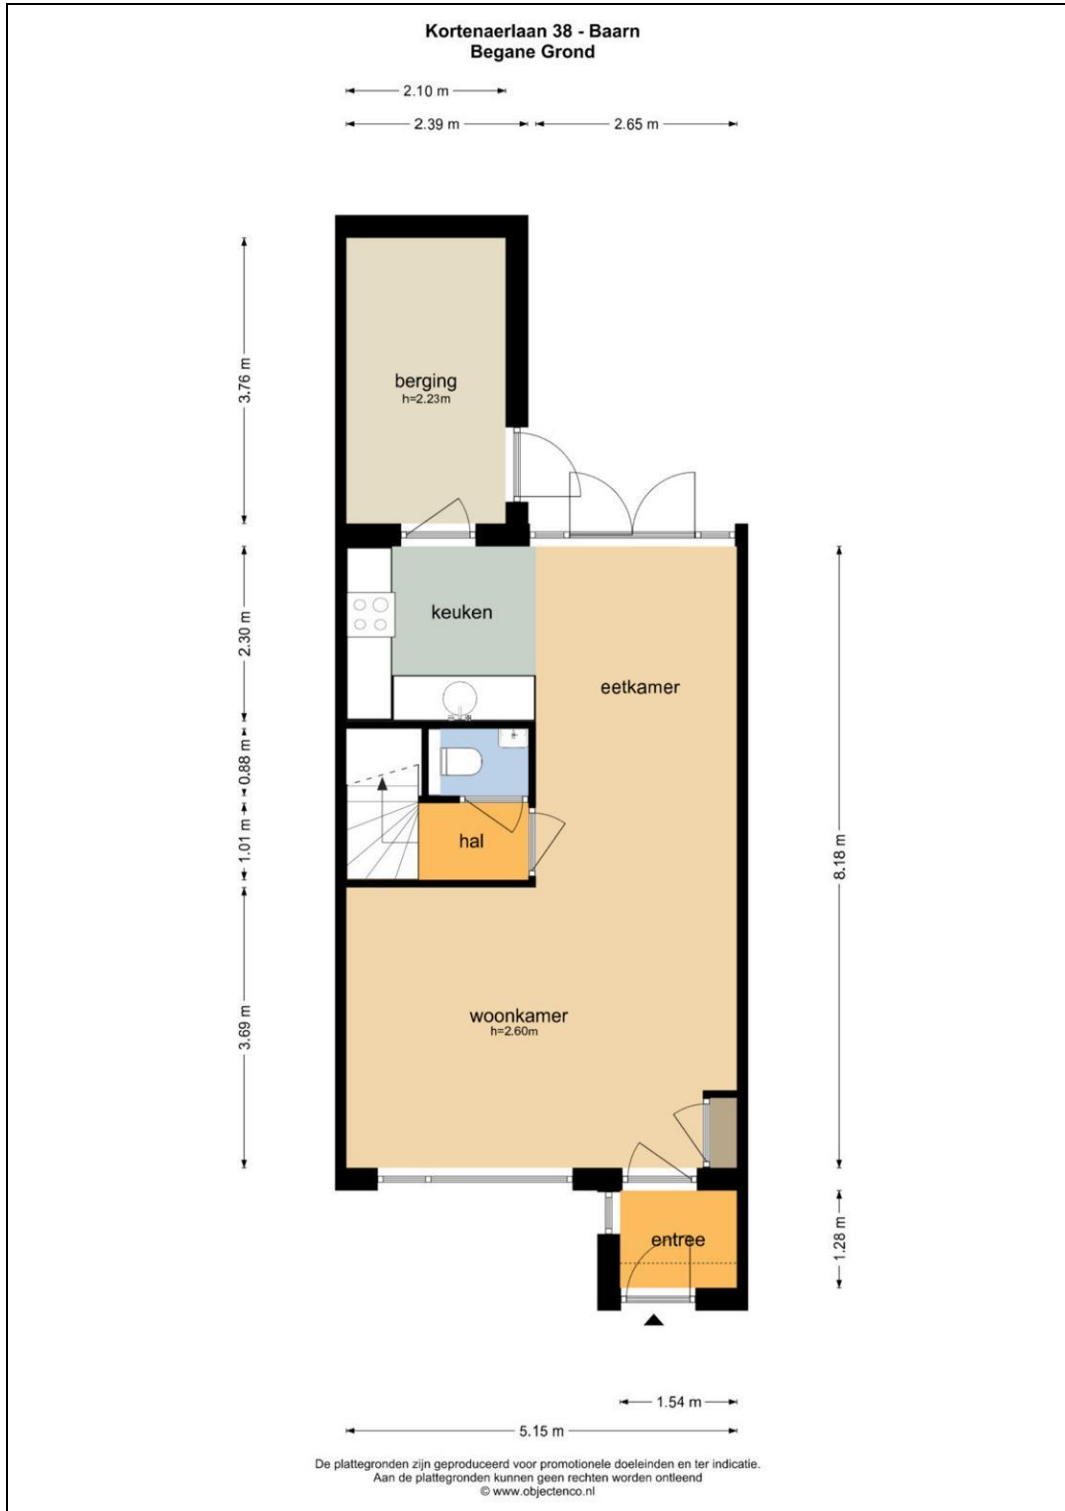 Kortenaerlaan 38 - Baarn
Begane Grond
2.10 m
2.39 m
2.65 m
3.76 m
berging
h=2.23m
2.30 m
keuken
eetkamer
0.88 m
1.01 m
hal
8.18 m
3.69 m
woonkamer
h=2.60m
1.28 m
entree
1.54 m
5.15 m
De plattegronden zijn geproduceerd voor promotionele doeleinden en ter indicatie.
Aan de plattegronden kunnen geen rechten worden ontleend
© www.objectenco.nl